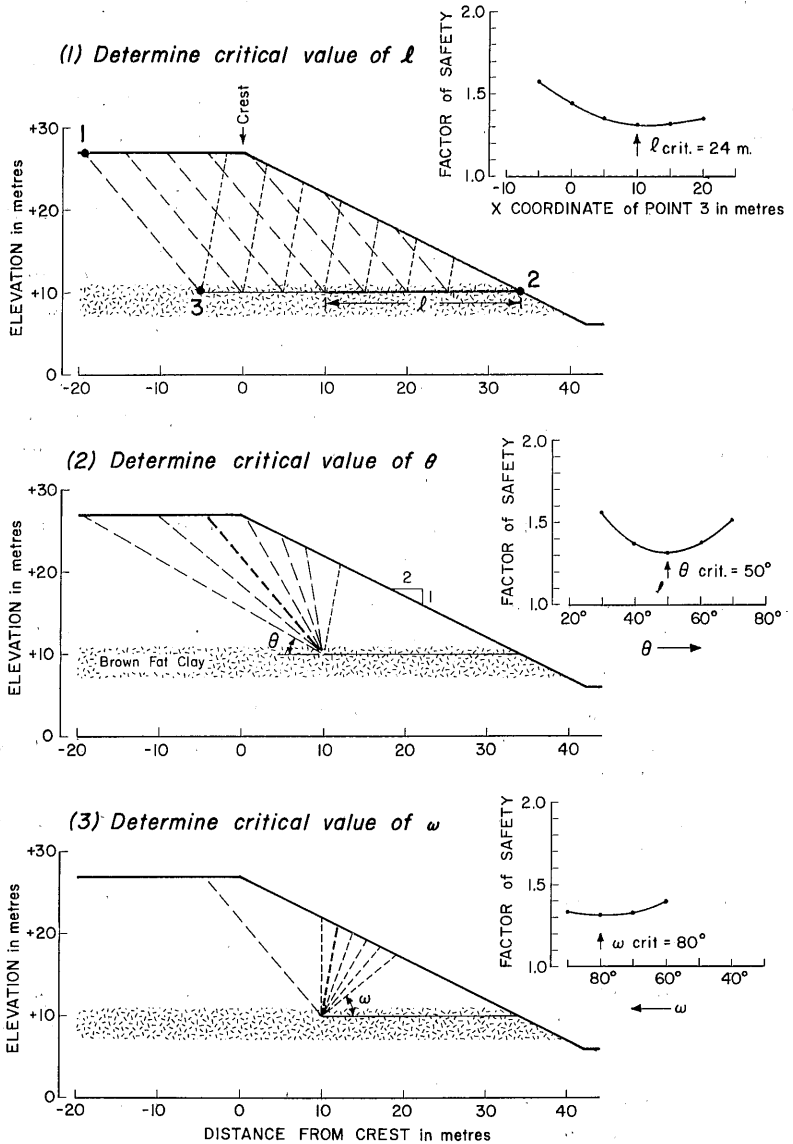 (1) Determine critical value of ℓ
Crest
ELEVATION in metres
+30
+20
+10
0
1
3
2
ℓ
-20
-10
0
10
20
30
40
FACTOR of SAFETY
2.0
1.5
1.0
ℓ crit. = 24 m.
-10
0
10
20
X COORDINATE of POINT 3 in metres
(2) Determine critical value of θ
ELEVATION in metres
+30
+20
+10
0
2
1
θ
Brown Fat Clay
-20
-10
0
10
20
30
40
FACTOR of SAFETY
2.0
1.5
1.0
θ crit. = 50°
20°
40°
60°
80°
θ
(3) Determine critical value of ω
ELEVATION in metres
+30
+20
+10
0
ω
-20
-10
0
10
20
30
40
DISTANCE FROM CREST in metres
FACTOR of SAFETY
2.0
1.5
1.0
ω crit = 80°
80°
60°
40°
ω